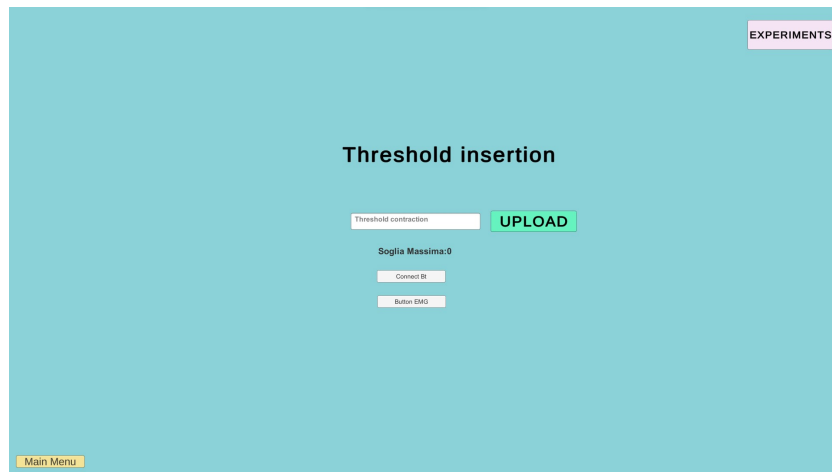 EXPERIMENTS
Threshold insertion
Threshold contraction
UPLOAD
Soglia Massima:0
Connect Bt
Button EMG
Main Menu